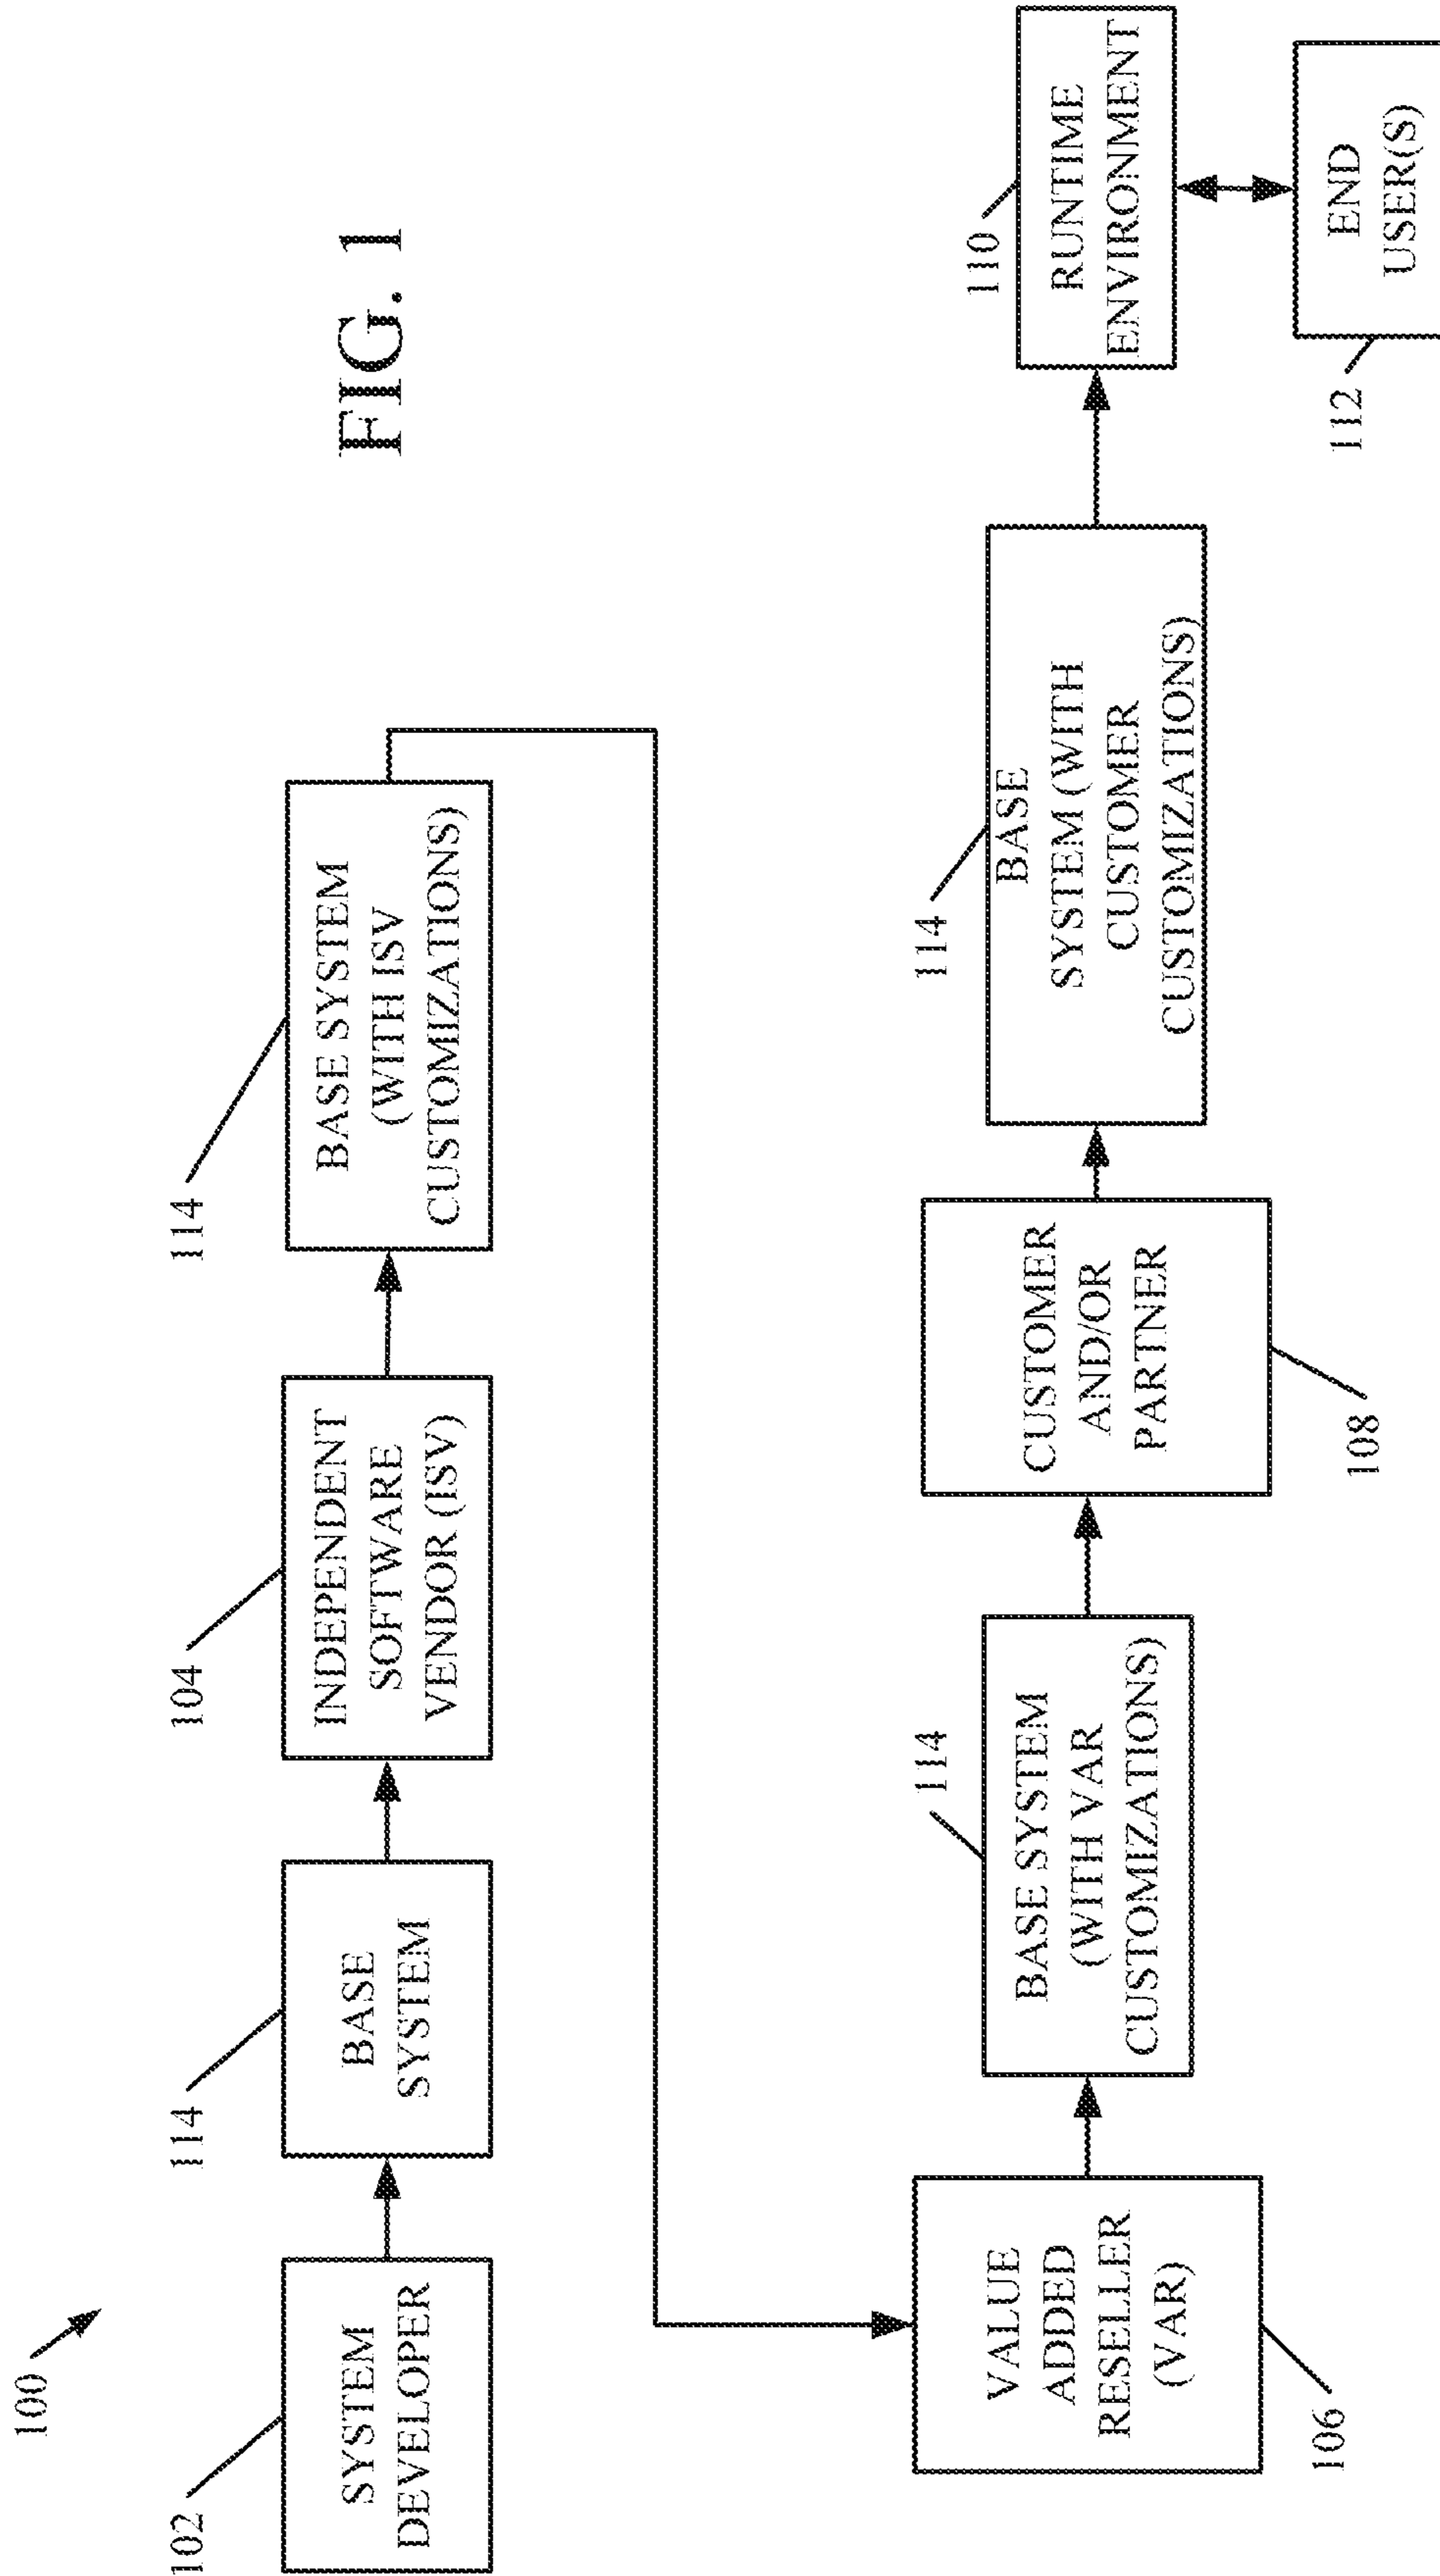 FIG. 1
100
102
SYSTEM
DEVELOPER
114
BASE
SYSTEM
104
INDEPENDENT
SOFTWARE
VENDOR (ISV)
114
BASE SYSTEM
(WITH ISV
CUSTOMIZATIONS)
106
VALUE
ADDED
RESELLER
(VAR)
114
BASE SYSTEM
(WITH VAR
CUSTOMIZATIONS)
108
CUSTOMER
AND/OR
PARTNER
114
BASE
SYSTEM (WITH
CUSTOMER
CUSTOMIZATIONS)
110
RUNTIME
ENVIRONMENT
112
END
USER(S)